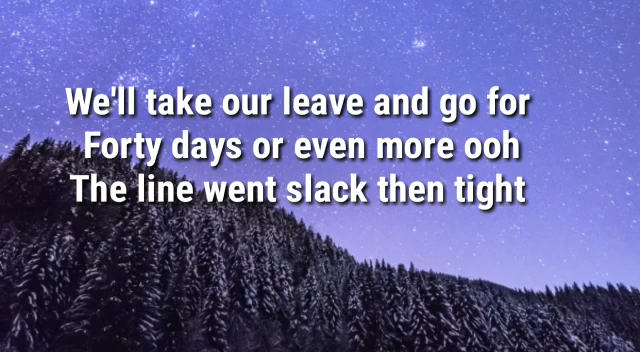 We'll take our leave and go for
Forty days or even more ooh
The line went slack then tight